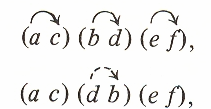 (a c) (b d) (e f),
(a c) (d b) (e f),